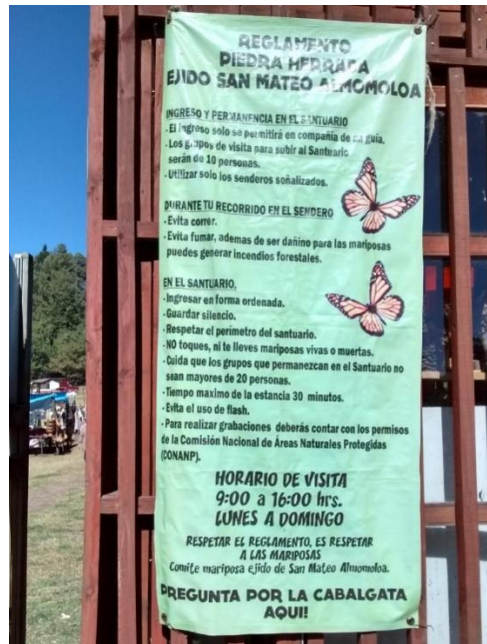 REGLAMENTO
PIEDRA HERRADA
EJIDO SAN MATEO ALMOMOLOA
INGRESO Y PERMANENCIA EN EL SANTUARIO
- El ingreso solo se permitirá en compañía de un guía.
- Los grupos de visita para subir al Santuario
serán de 10 personas.
- Utilizar solo los senderos señalizados.
DURANTE TU RECORRIDO EN EL SENDERO
- Evita correr.
- Evita fumar, ademas de ser dañino para las mariposas
puedes generar incendios forestales.
EN EL SANTUARIO.
- Ingresar en forma ordenada.
- Guardar silencio.
- Respetar el perimetro del santuario.
- NO toques, ni te lleves mariposas vivas o muertas.
- Cuida que los grupos que permanezcan en el Santuario no
sean mayores de 20 personas.
- Tiempo maximo de la estancia 30 minutos.
- Evita el uso de flash.
- Para realizar grabaciones deberás contar con los permisos
de la Comisión Nacional de Áreas Naturales Protegidas
(CONANP).
HORARIO DE VISITA
9:00 a 16:00 hrs.
LUNES A DOMINGO
RESPETAR EL REGLAMENTO, ES RESPETAR
A LAS MARIPOSAS
Comite mariposa ejido de San Mateo Almomoloa.
PREGUNTA POR LA CABALGATA
AQUI!